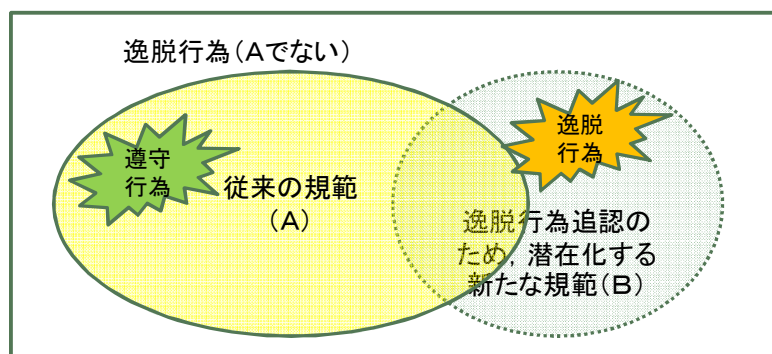 逸脱行為(Aでない)
遵守
行為
従来の規範
(A)
逸脱
行為
逸脱行為追認の
ため,潜在化する
新たな規範(B)